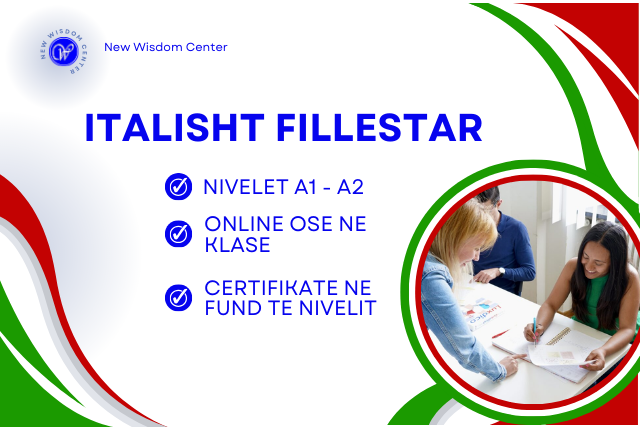 NEW WISDOM CENTER
New Wisdom Center
ITALISHT FILLESTAR
NIVELET A1 - A2
ONLINE OSE NE
KLASE
CERTIFIKATE NE
FUND TE NIVELIT